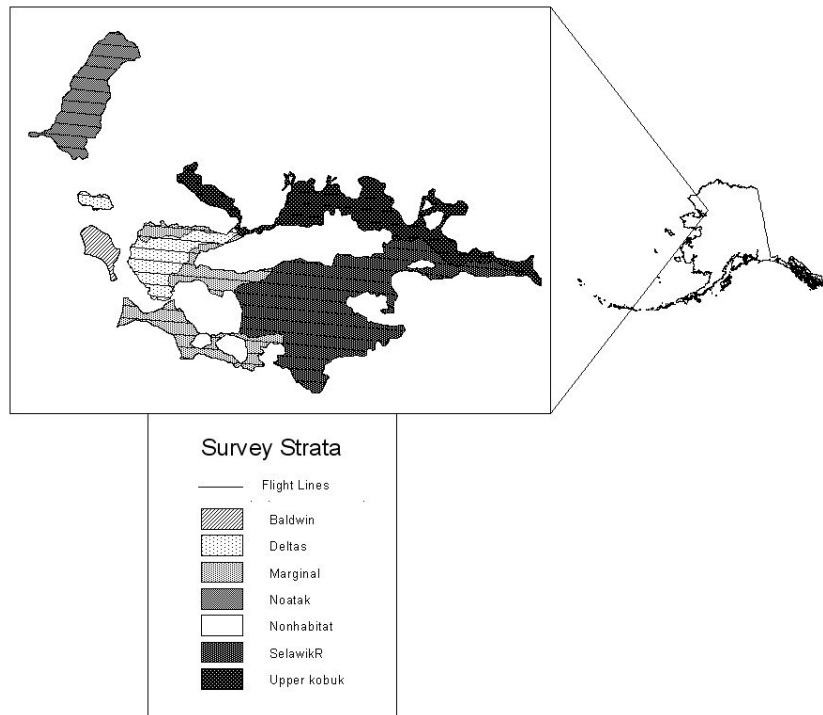 Survey Strata
Flight Lines
Baldwin
Deltas
Marginal
Noatak
Nonhabitat
SelawikR
Upper kobuk